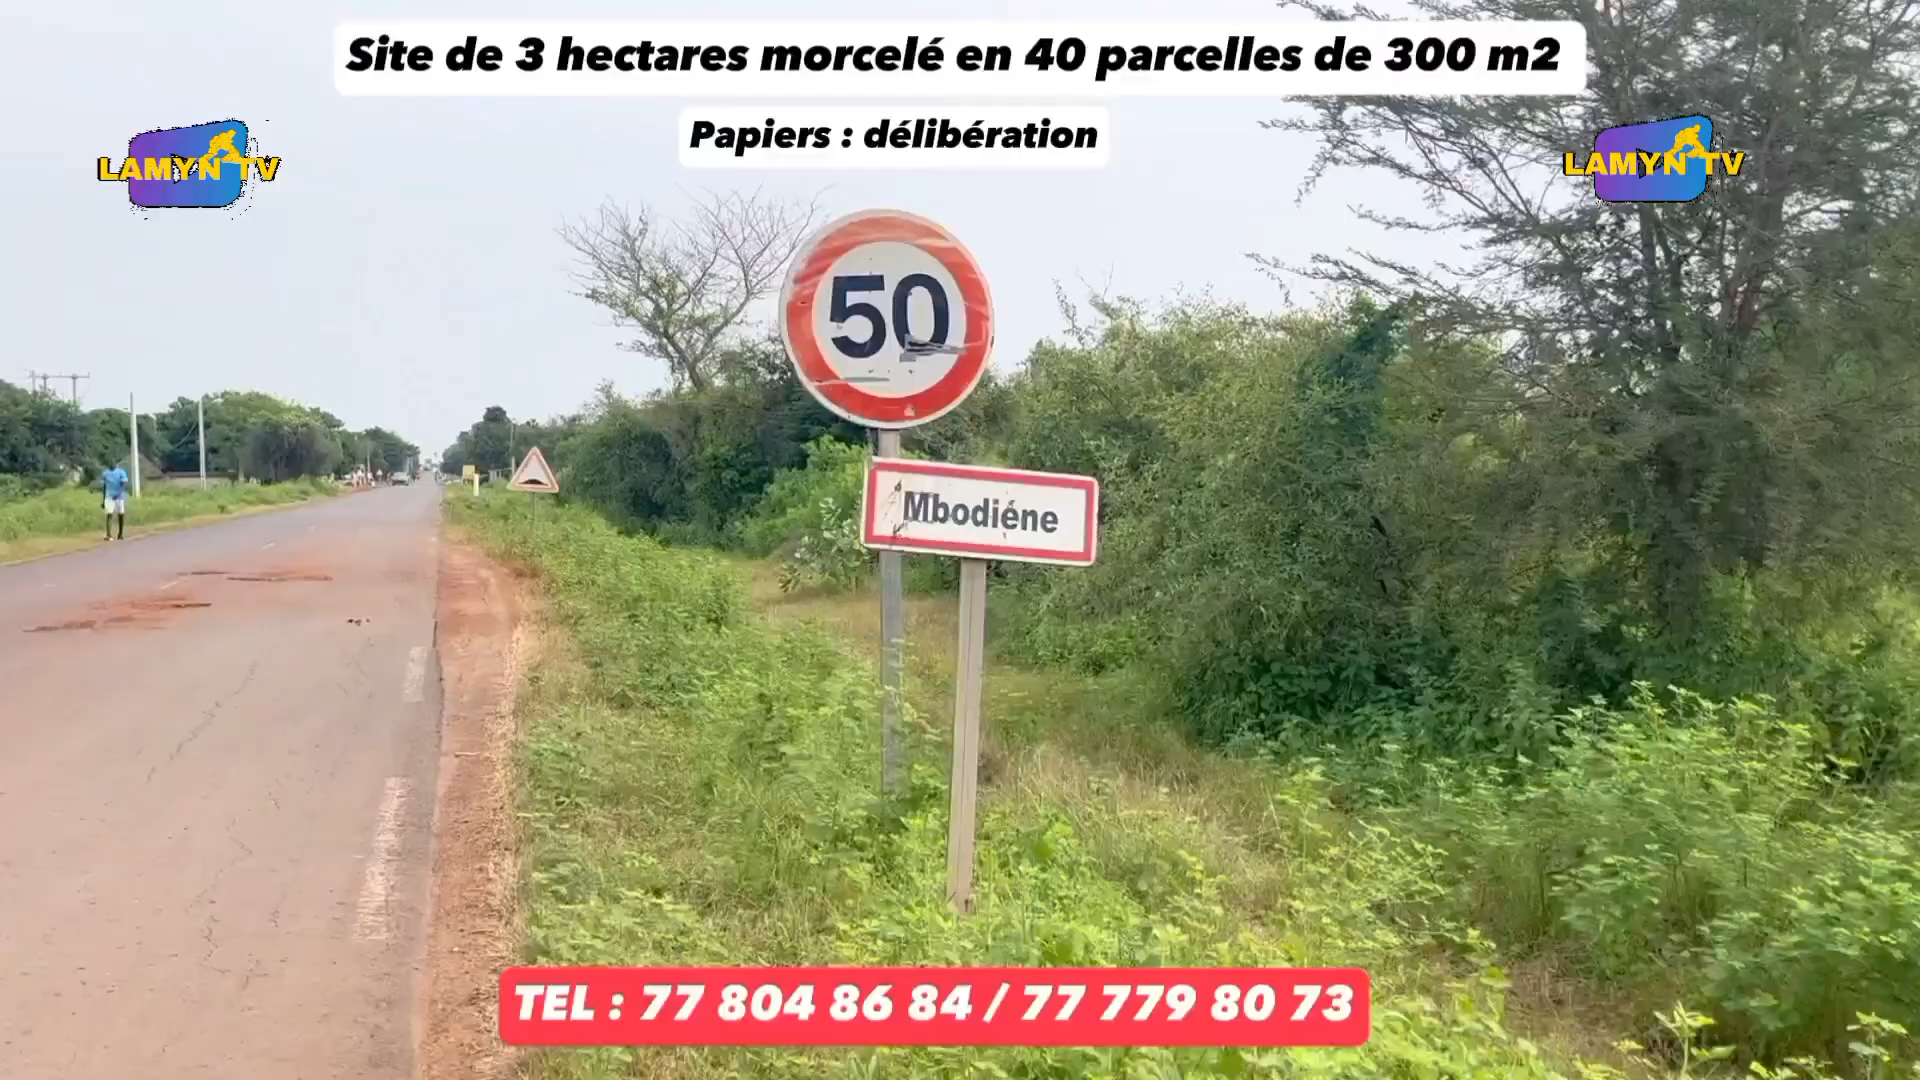 Site de 3 hectares morcelé en 40 parcelles de 300 m2
Papiers : délibération
LAMYN TV
LAMYN TV
50
Mbodiéne
TEL : 77 804 86 84 / 77 779 80 73